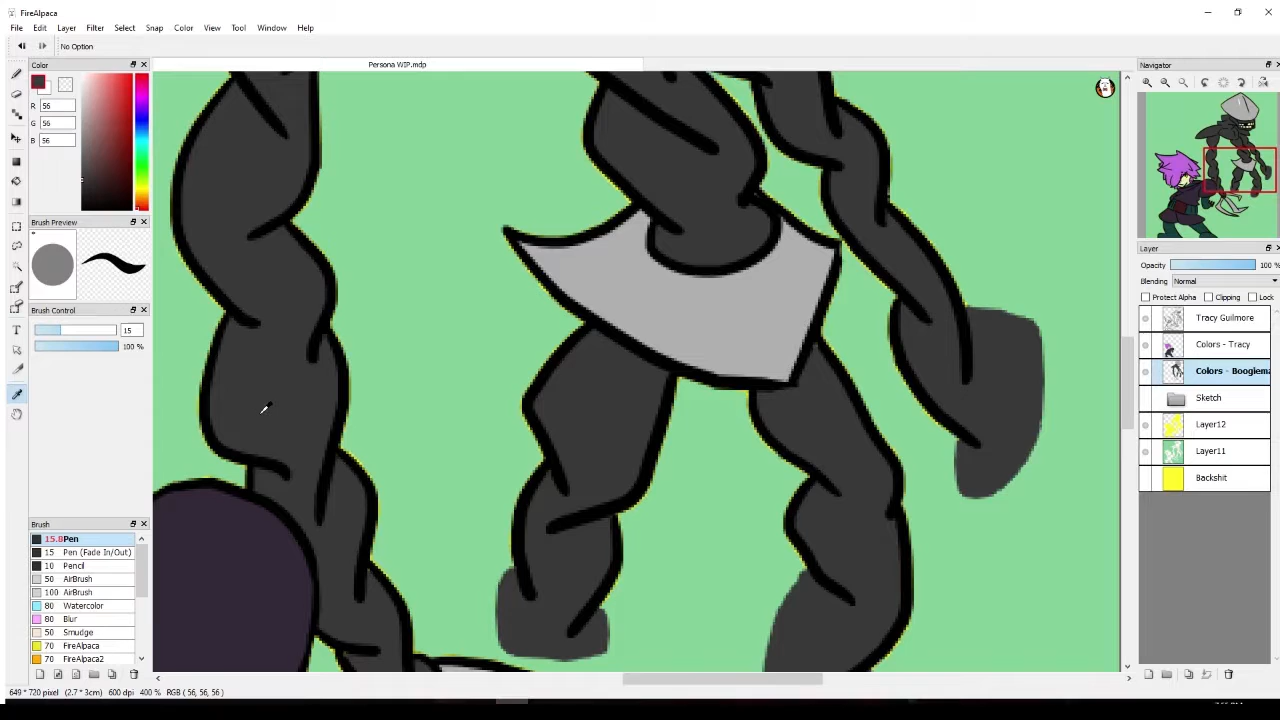 FireAlpaca
File Edit Layer Filter Select Snap Color View Tool Window Help
No Option
Color
Persona WIP.mdp
Navigator
R 56
G 56
B 56
Brush Preview
Layer
Opacity 100 %
Blending Normal
Protect Alpha Clipping Lock
Brush Control
15
100 %
Tracy Guilmore
Colors - Tracy
Colors - Boogiema
Sketch
Layer12
Layer11
Backshit
Brush
15.8 Pen
15 Pen (Fade In/Out)
10 Pencil
50 AirBrush
100 AirBrush
80 Watercolor
80 Blur
50 Smudge
70 FireAlpaca
70 FireAlpaca2
649 * 720 pixel (2.7 * 3cm) 600 dpi 400 % RGB ( 56, 56, 56 )